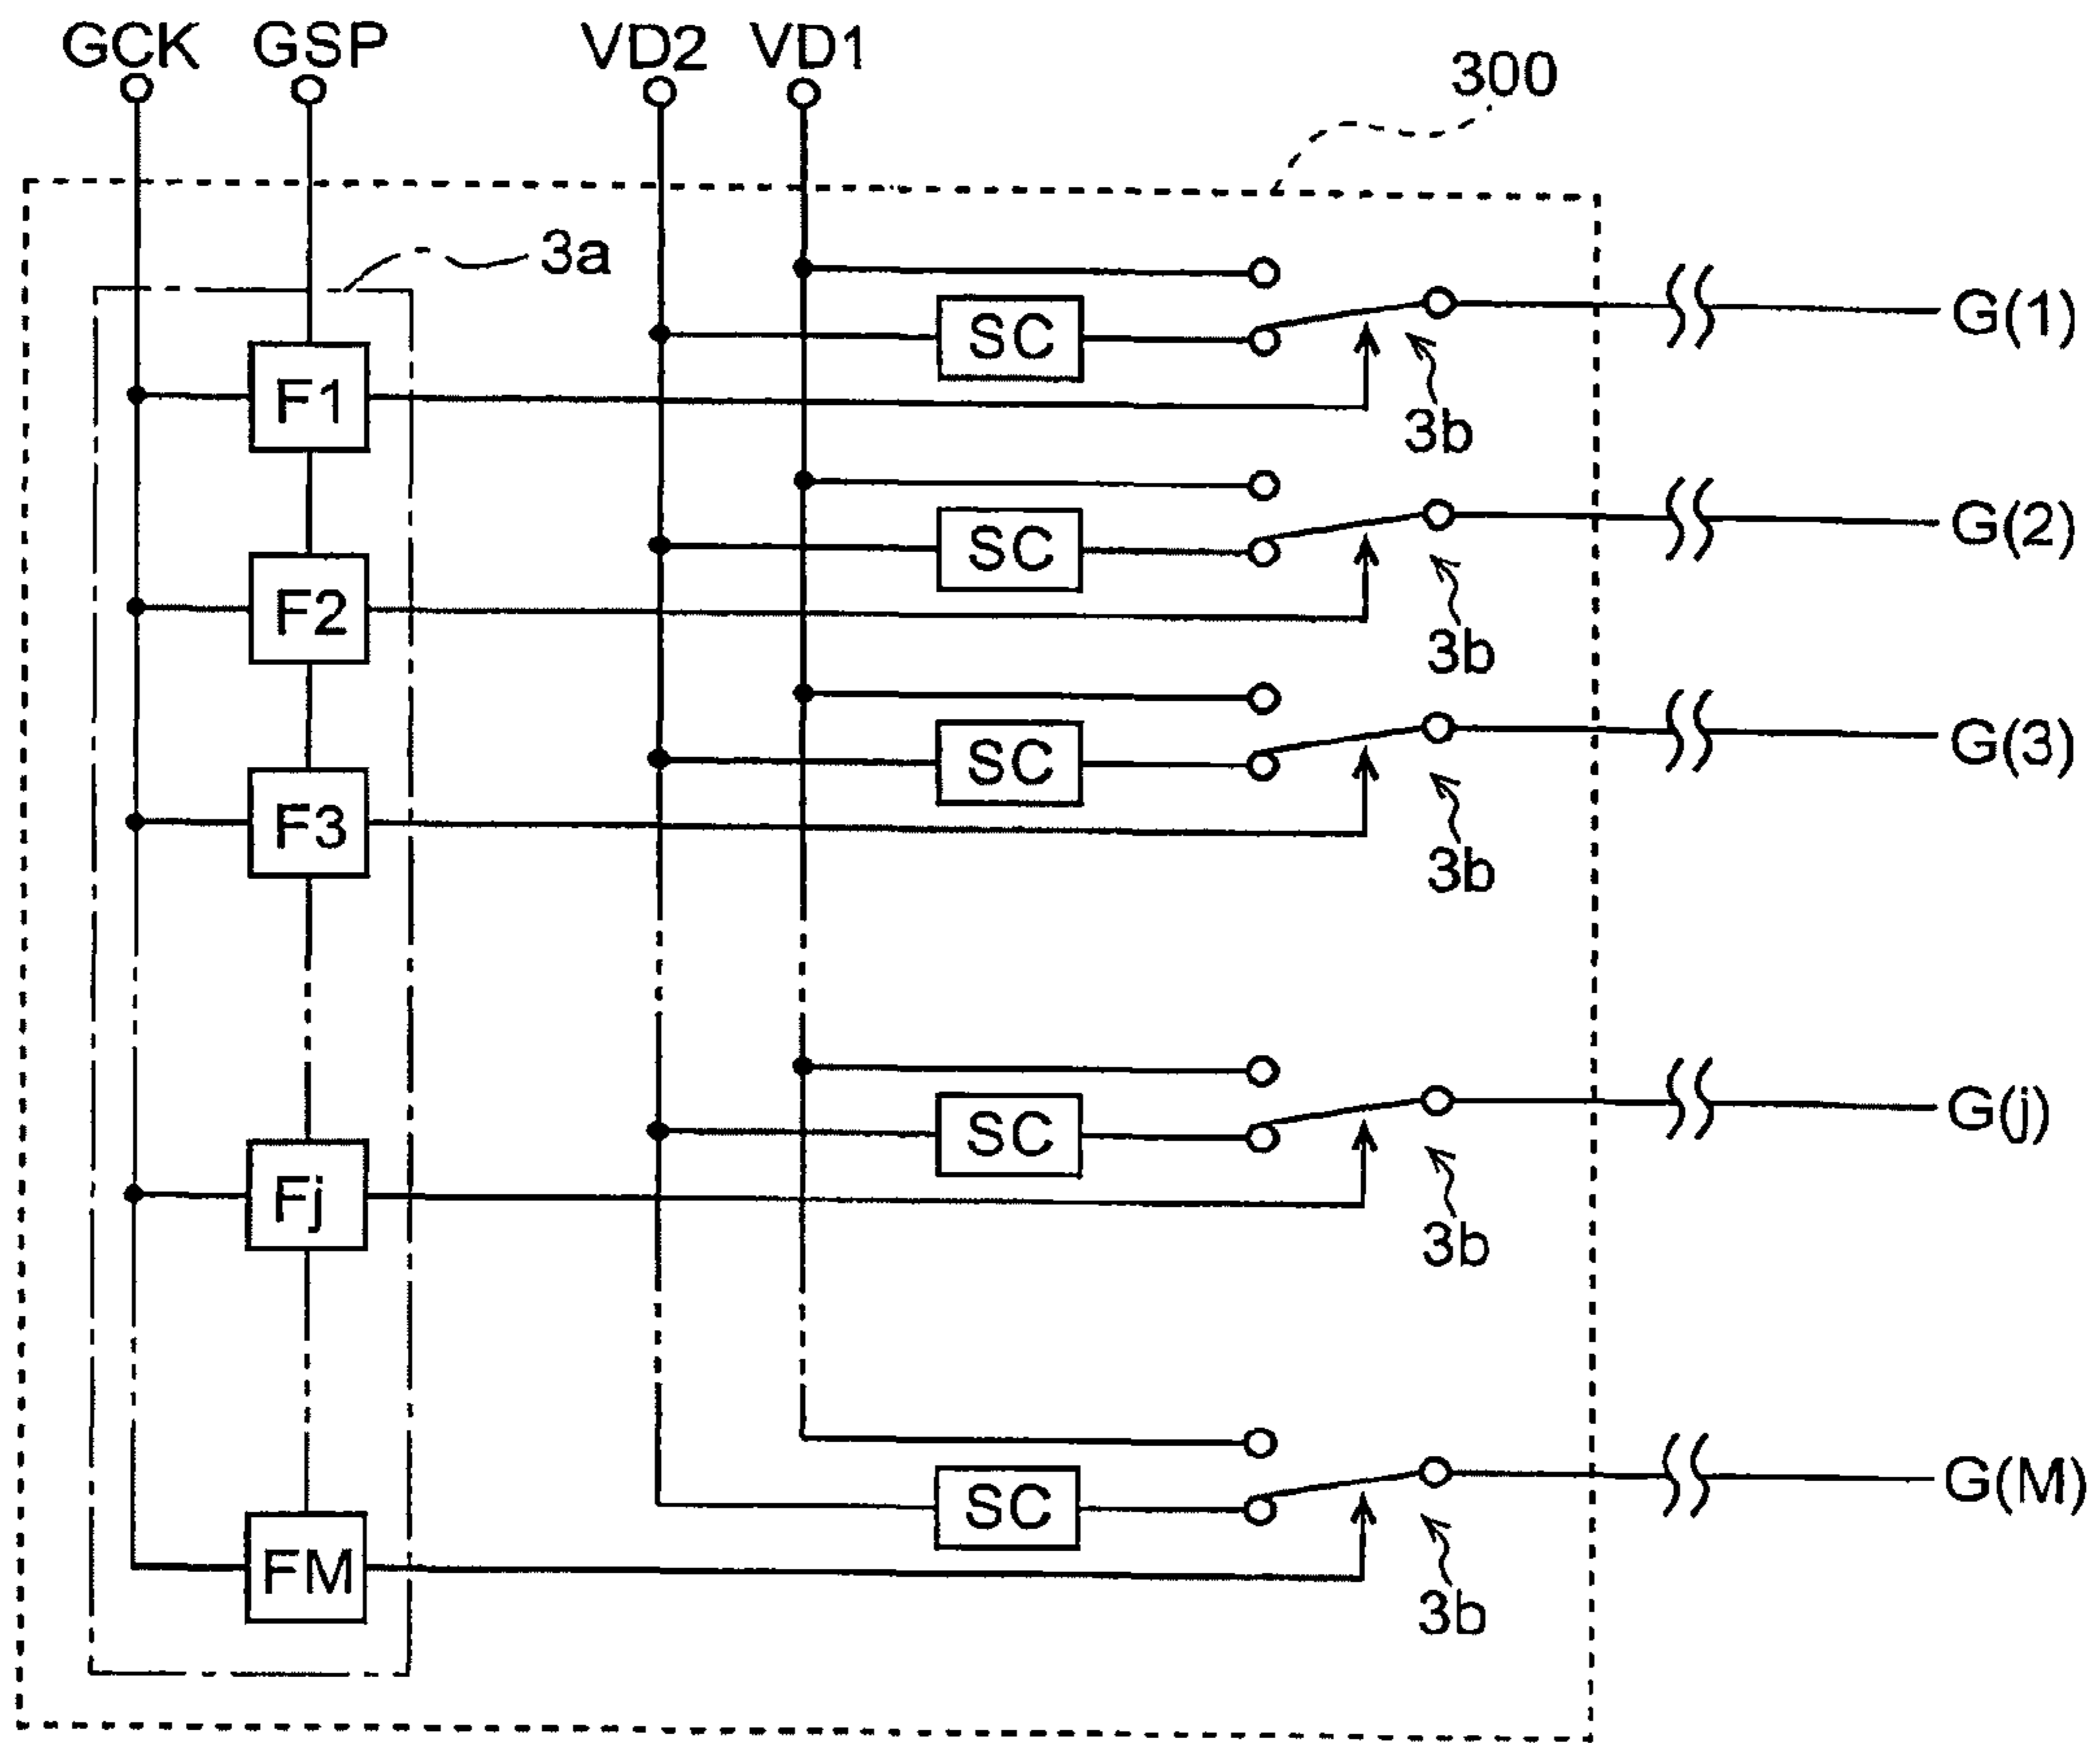 GCK GSP VD2 VD1
300
3a
SC G(1)
F1 3b
SC G(2)
F2 3b
SC G(3)
F3 3b
SC G(j)
Fj 3b
SC G(M)
FM 3b